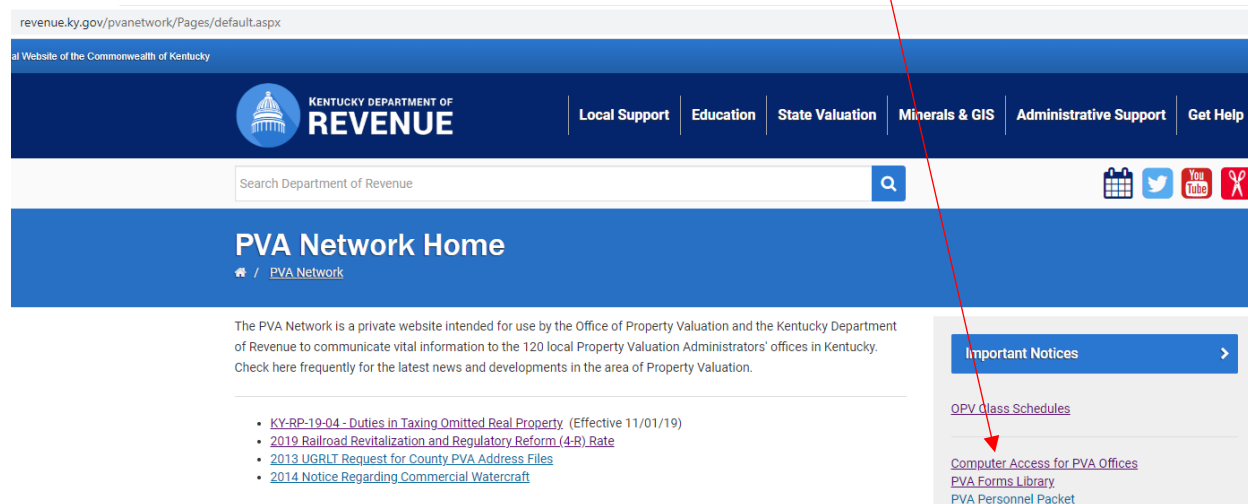 revenue.ky.gov/pvanetwork/Pages/default.aspx
al Website of the Commonwealth of Kentucky
KENTUCKY DEPARTMENT OF
REVENUE
Local Support
Education
State Valuation
Minerals & GIS
Administrative Support
Get Help
Search Department of Revenue
You
Tube
PVA Network Home
/ PVA Network
The PVA Network is a private website intended for use by the Office of Property Valuation and the Kentucky Department
of Revenue to communicate vital information to the 120 local Property Valuation Administrators' offices in Kentucky.
Check here frequently for the latest news and developments in the area of Property Valuation.
• KY-RP-19-04 - Duties in Taxing Omitted Real Property (Effective 11/01/19)
• 2019 Railroad Revitalization and Regulatory Reform (4-R) Rate
• 2013 UGRLT Request for County PVA Address Files
• 2014 Notice Regarding Commercial Watercraft
Important Notices
OPV Class Schedules
Computer Access for PVA Offices
PVA Forms Library
PVA Personnel Packet